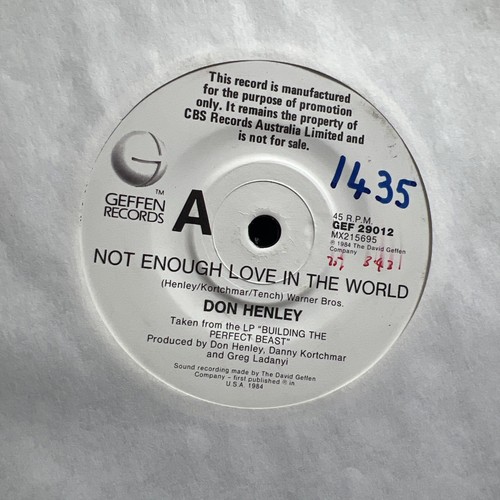 This record is manufactured
for the purpose of promotion
only. It remains the property of
CBS Records Australia Limited and
is not for sale.
1435
G
GEFFEN
RECORDS
TM
A
45 R.P.M.
GEF 29012
MX215695
℗ 1984 The David Geffen
Company
NOT ENOUGH LOVE IN THE WORLD
(Henley/Kortchmar/Tench) Warner Bros.
DON HENLEY
Taken from the LP "BUILDING THE
PERFECT BEAST"
Produced by Don Henley, Danny Kortchmar
and Greg Ladanyi
Sound recording made by The David Geffen
Company – first published ℗ in
U.S.A. 1984